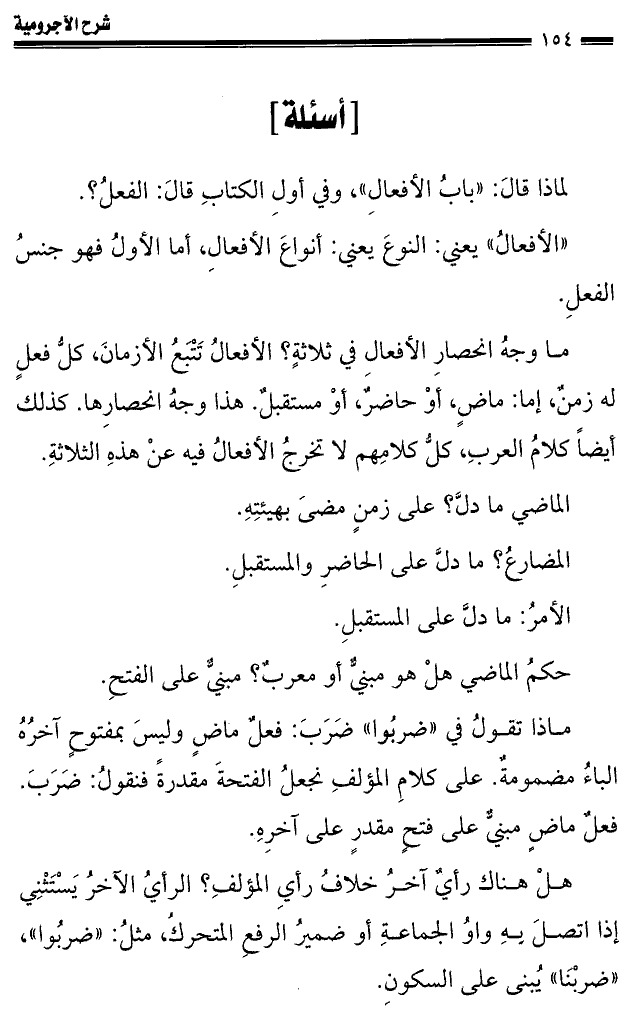 شرح الآجرومية
١٥٤
[أسئلة]
لماذا قالَ: «بابُ الأفعالِ»، وفي أولِ الكتابِ قالَ: الفعلُ؟.
«الأفعالُ» يعني: النوعَ يعني: أنواعَ الأفعالِ، أما الأولُ فهو جنسُ
الفعلِ.
ما وجهُ انحصارِ الأفعالِ في ثلاثةٍ؟ الأفعالُ تَتْبَعُ الأزمانَ، كلُّ فعلٍ
له زمنٌ، إما: ماضٍ، أوْ حاضرٌ، أوْ مستقبلٌ. هذا وجهُ انحصارِها. كذلك
أيضاً كلامُ العربِ، كلُّ كلامِهم لا تخرجُ الأفعالُ فيه عنْ هذهِ الثلاثةِ.
الماضي ما دلَّ؟ على زمنٍ مضىَ بهيئتِهِ.
المضارعُ؟ ما دلَّ على الحاضرِ والمستقبلِ.
الأمرُ: ما دلَّ على المستقبلِ.
حكمُ الماضي هلْ هو مبنيٌّ أو معربٌ؟ مبنيٌّ على الفتحِ.
ماذا تقولُ في «ضربُوا» ضَرَبَ: فعلٌ ماضٍ وليسَ بمفتوحٍ آخرُهُ
الباءُ مضمومةٌ. على كلامِ المؤلفِ نجعلُ الفتحةَ مقدرةً فنقولُ: ضَرَبَ.
فعلٌ ماضٍ مبنيٌّ على فتحٍ مقدرٍ على آخرِهِ.
هلْ هناك رأيٌ آخرُ خلافُ رأيِ المؤلفِ؟ الرأيُ الآخرُ يَسْتَثْنِي
إذا اتصلَ بهِ واوُ الجماعةِ أو ضميرُ الرفعِ المتحركُ، مثلُ: «ضربُوا»،
«ضربْنَا» يُبنى على السكونِ.